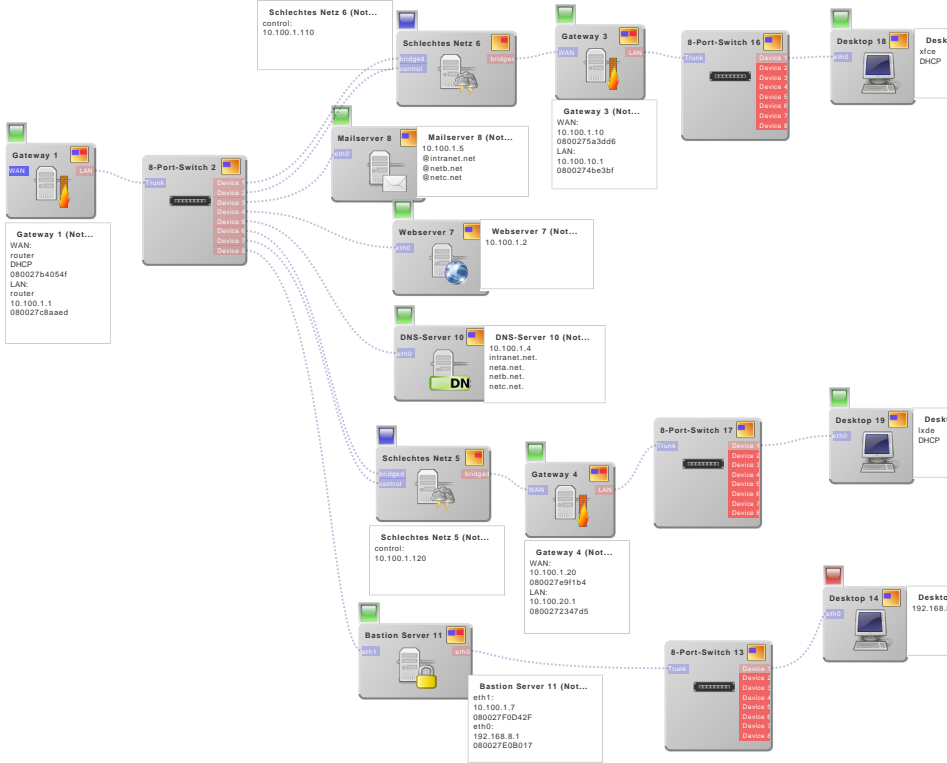 Schlechtes Netz 6 (Not...
control:
10.100.1.110
Schlechtes Netz 6
bridged
control
bridged
Gateway 3
WAN
LAN
Gateway 3 (Not...
WAN:
10.100.1.10
0800275a3dd6
LAN:
10.100.10.1
0800274be3bf
8-Port-Switch 16
Trunk
Device 1
Device 2
Device 3
Device 4
Device 5
Device 6
Device 7
Device 8
Desktop 18
eth0
Desk
xfce
DHCP
Gateway 1
WAN
LAN
Gateway 1 (Not...
WAN:
router
DHCP
080027b4054f
LAN:
router
10.100.1.1
080027c8aaed
8-Port-Switch 2
Trunk
Device 1
Device 2
Device 3
Device 4
Device 5
Device 6
Device 7
Device 8
Mailserver 8
eth0
Mailserver 8 (Not...
10.100.1.5
@intranet.net
@netb.net
@netc.net
Webserver 7
eth0
Webserver 7 (Not...
10.100.1.2
DNS-Server 10
eth0
DN
DNS-Server 10 (Not...
10.100.1.4
intranet.net.
neta.net.
netb.net.
netc.net.
Schlechtes Netz 5
bridged
control
bridged
Schlechtes Netz 5 (Not...
control:
10.100.1.120
Gateway 4
WAN
LAN
Gateway 4 (Not...
WAN:
10.100.1.20
080027e9f1b4
LAN:
10.100.20.1
0800272347d5
8-Port-Switch 17
Trunk
Device 1
Device 2
Device 3
Device 4
Device 5
Device 6
Device 7
Device 8
Desktop 19
eth0
Desk
lxde
DHCP
Bastion Server 11
eth1
eth0
Bastion Server 11 (Not...
eth1:
10.100.1.7
080027F0D42F
eth0:
192.168.8.1
080027E0B017
8-Port-Switch 13
Trunk
Device 1
Device 2
Device 3
Device 4
Device 5
Device 6
Device 7
Device 8
Desktop 14
eth0
Deskto
192.168.